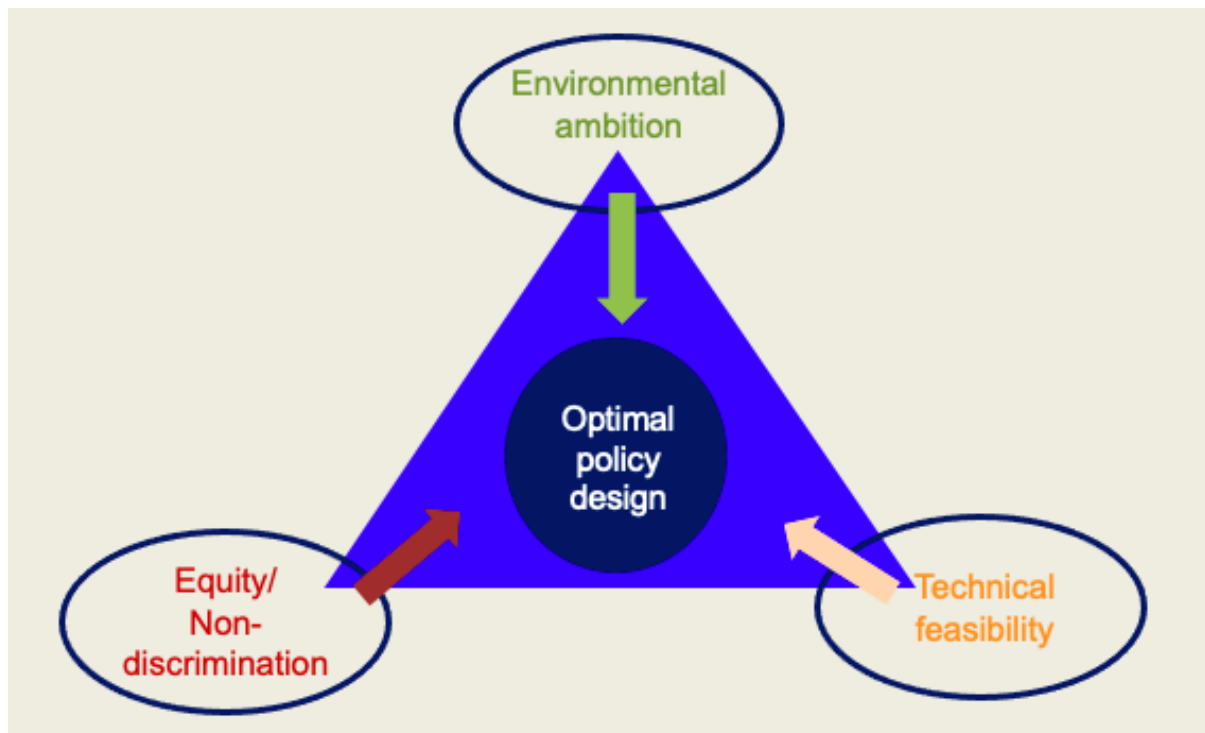 Environmental
ambition
Optimal
policy
design
Equity/
Non-
discrimination
Technical
feasibility